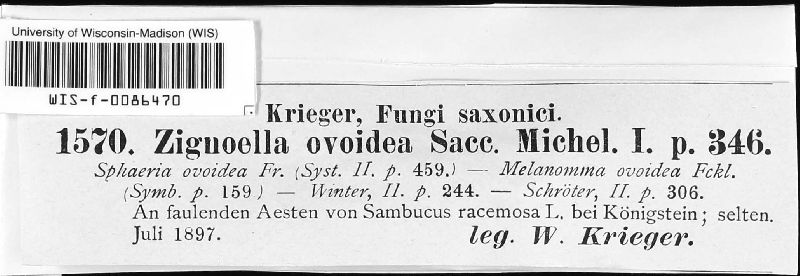 University of Wisconsin-Madison (WIS)
WIS-f-0086470
Krieger, Fungi saxonici.
1570. Zignoella ovoidea Sacc. Michel. I. p. 346.
Sphaeria ovoidea Fr. (Syst. II. p. 459.) — Melanomma ovoidea Fckl.
(Symb. p. 159) — Winter, II. p. 244. — Schröter, II. p. 306.
An faulenden Aesten von Sambucus racemosa L. bei Königstein; selten.
Juli 1897. leg. W. Krieger.